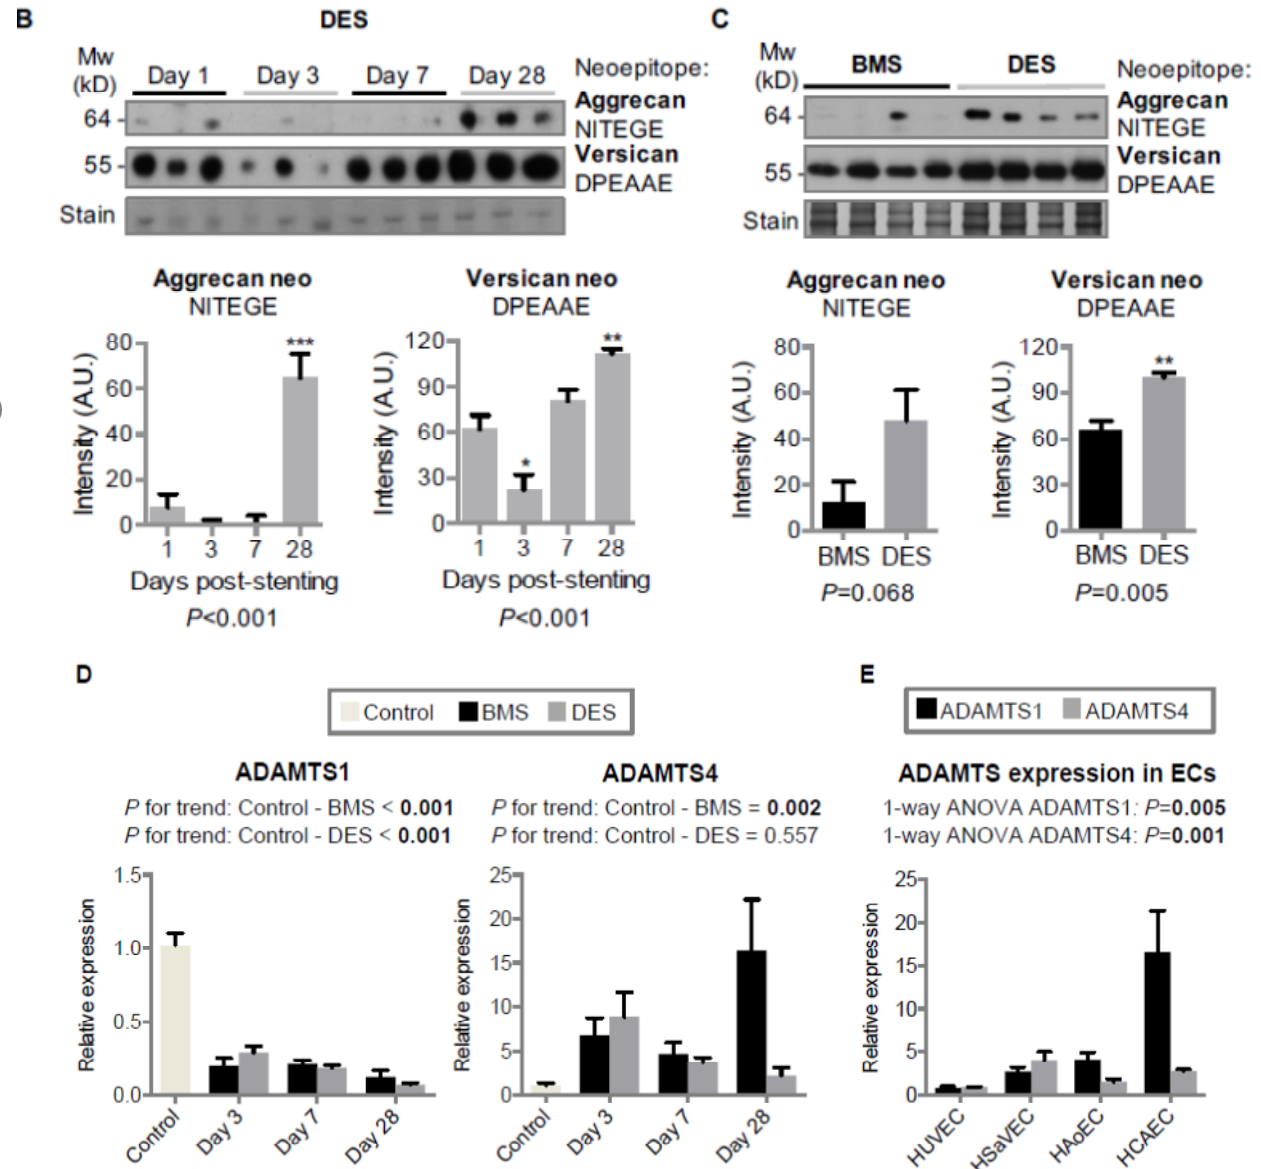 B
DES
Mw
(kD)
Day 1 Day 3 Day 7 Day 28
Neoepitope:
64
Aggrecan
NITEGE
55
Versican
DPEAAE
Stain
Aggrecan neo
NITEGE
80
60
40
20
0
Intensity (A.U.)
***
1 3 7 28
Days post-stenting
P<0.001
Versican neo
DPEAAE
120
90
60
30
0
Intensity (A.U.)
*
**
1 3 7 28
Days post-stenting
P<0.001
C
Mw
(kD)
BMS DES
Neoepitope:
64
Aggrecan
NITEGE
55
Versican
DPEAAE
Stain
Aggrecan neo
NITEGE
80
60
40
20
0
Intensity (A.U.)
BMS DES
P=0.068
Versican neo
DPEAAE
120
90
60
30
0
Intensity (A.U.)
**
BMS DES
P=0.005
D
Control BMS DES
ADAMTS1
P for trend: Control - BMS < 0.001
P for trend: Control - DES < 0.001
1.5
1.0
0.5
0.0
Relative expression
Control Day 3 Day 7 Day 28
ADAMTS4
P for trend: Control - BMS = 0.002
P for trend: Control - DES = 0.557
25
20
15
10
5
0
Relative expression
Control Day 3 Day 7 Day 28
E
ADAMTS1 ADAMTS4
ADAMTS expression in ECs
1-way ANOVA ADAMTS1: P=0.005
1-way ANOVA ADAMTS4: P=0.001
25
20
15
10
5
0
Relative expression
HUVEC HSaVEC HAoEC HCAEC